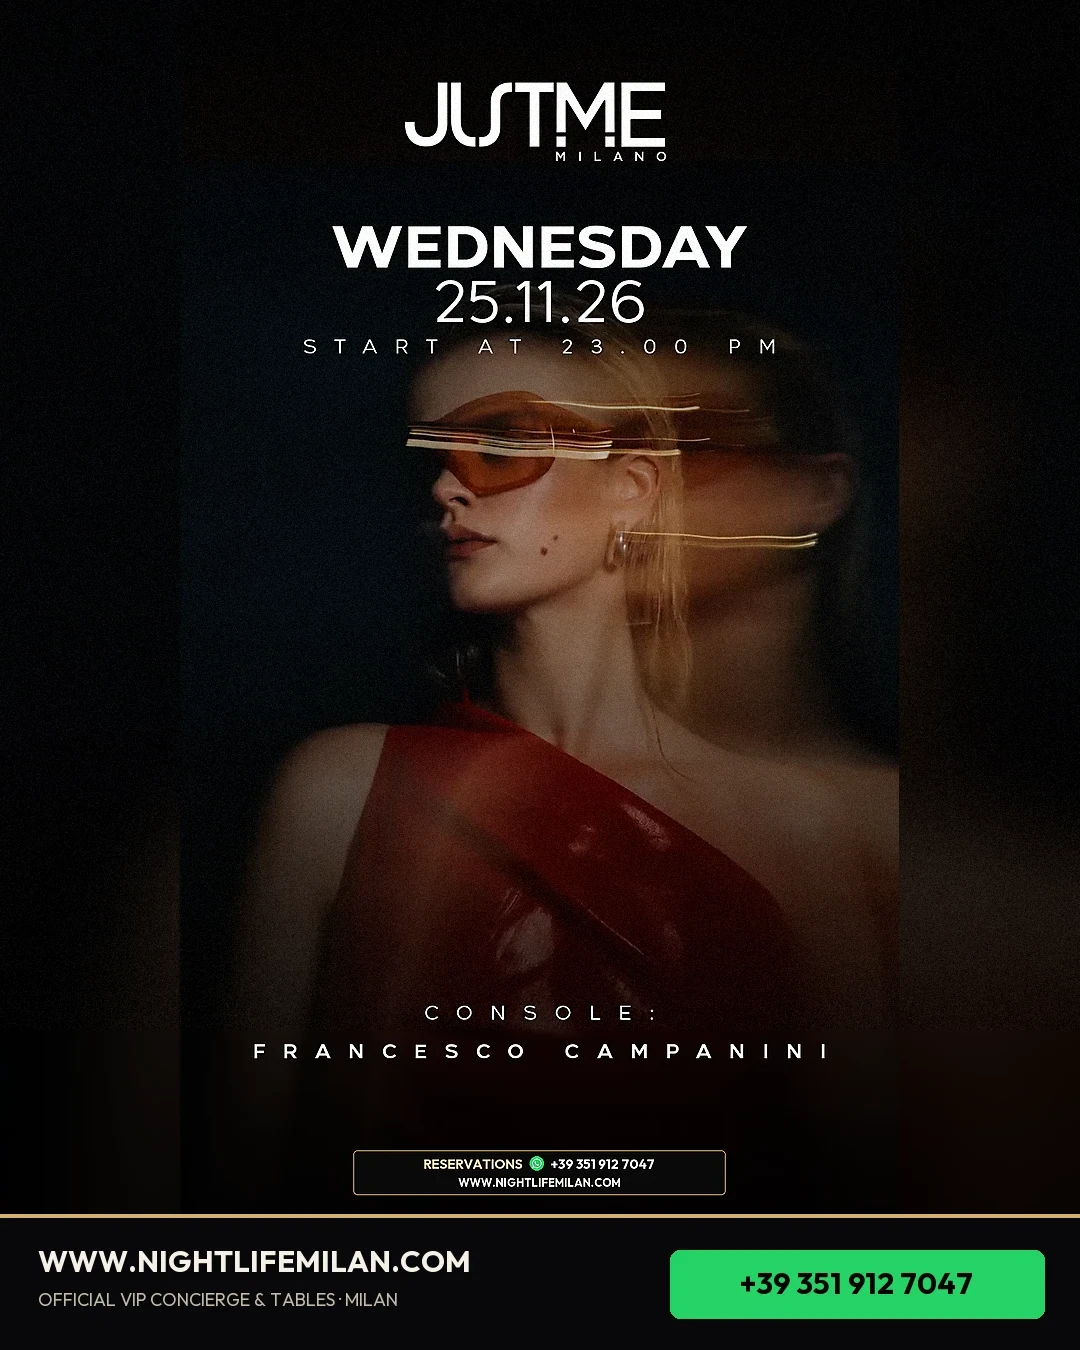 JUSTME
MILANO
WEDNESDAY
25.11.26
START AT 23.00 PM
CONSOLE:
FRANCESCO CAMPANINI
RESERVATIONS +39 351 912 7047
WWW.NIGHTLIFEMILAN.COM
WWW.NIGHTLIFEMILAN.COM
OFFICIAL VIP CONCIERGE & TABLES · MILAN
+39 351 912 7047